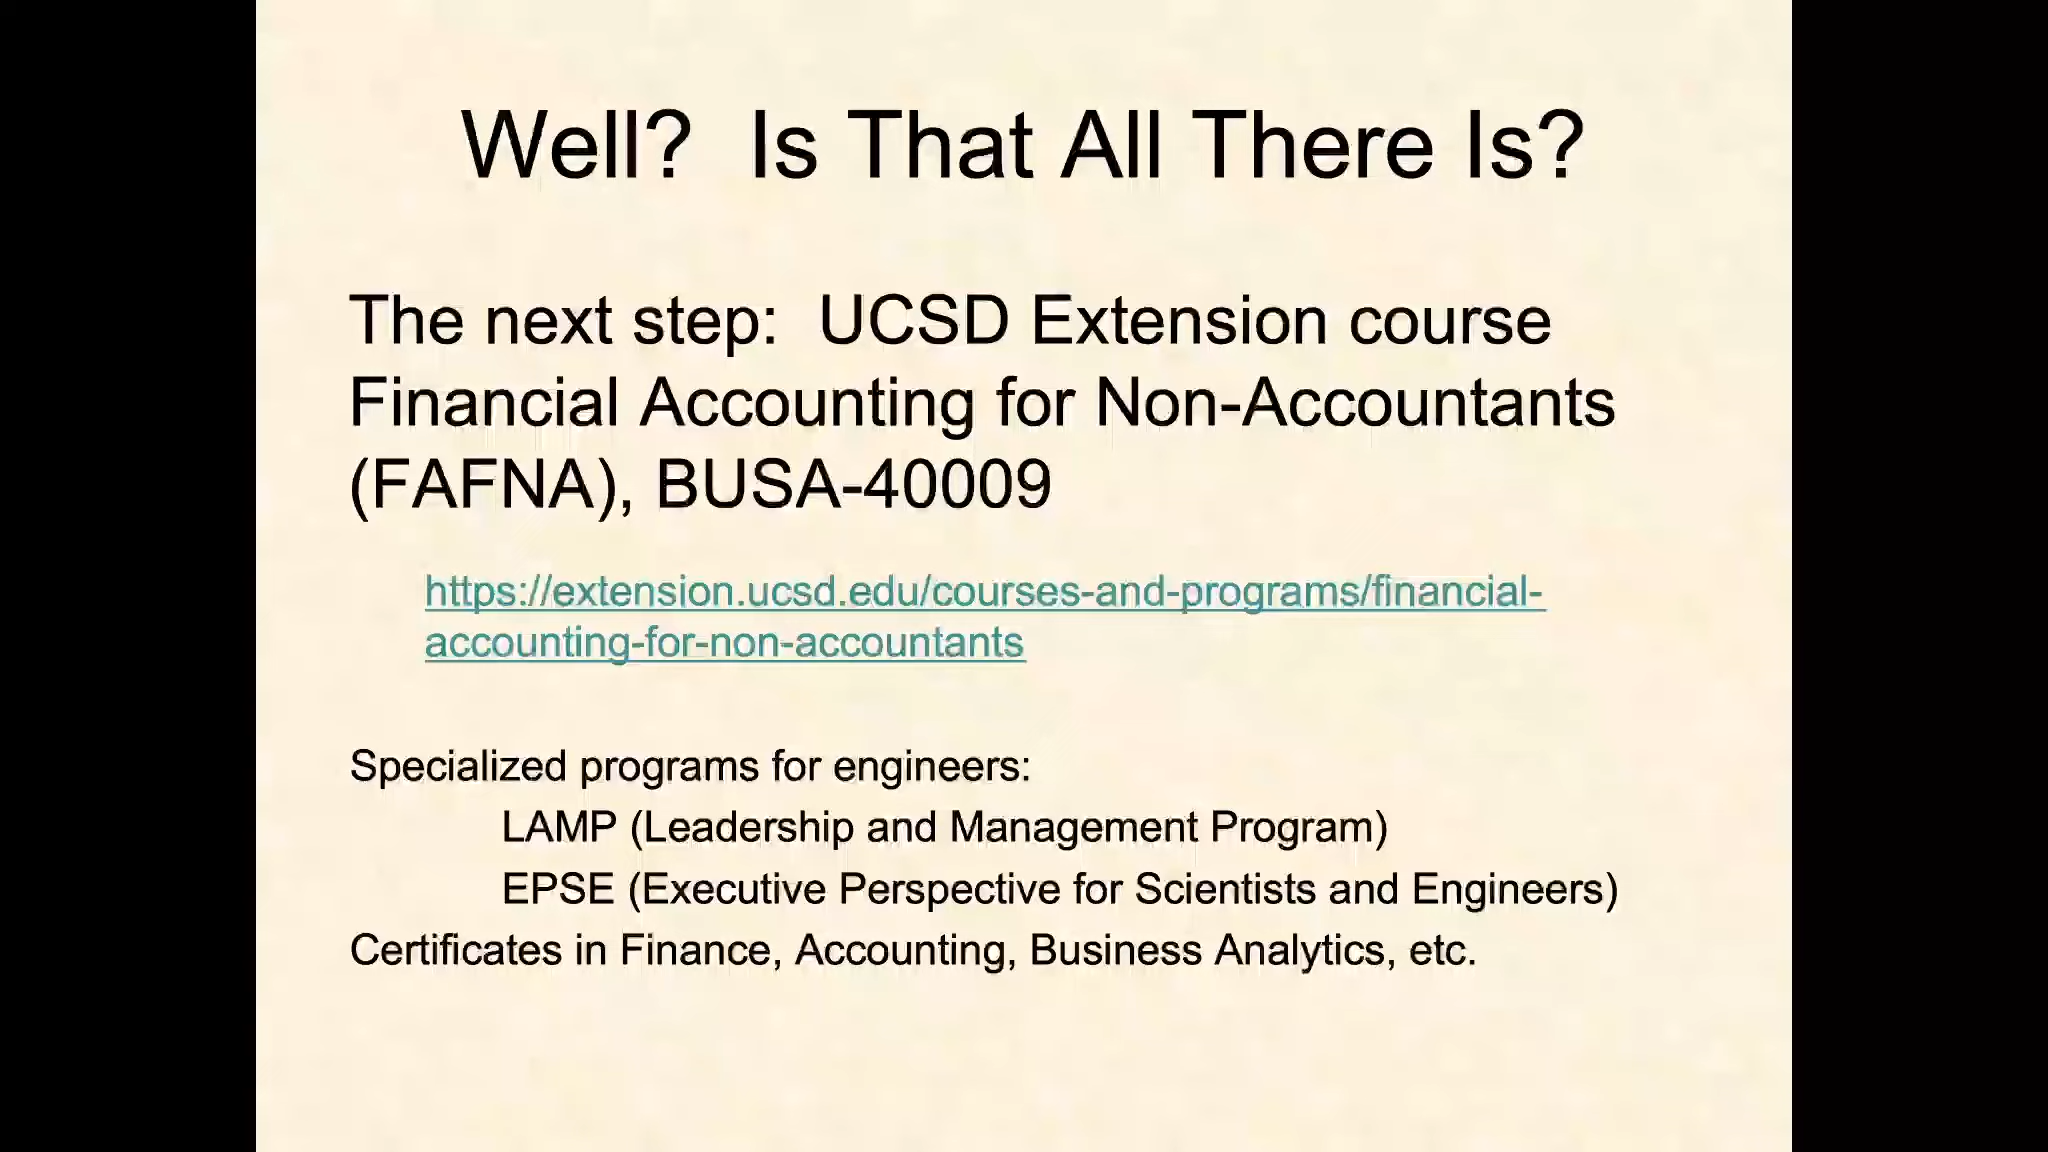 Well?  Is That All There Is?
The next step:  UCSD Extension course
Financial Accounting for Non-Accountants
(FAFNA), BUSA-40009
https://extension.ucsd.edu/courses-and-programs/financial-
accounting-for-non-accountants
Specialized programs for engineers:
LAMP (Leadership and Management Program)
EPSE (Executive Perspective for Scientists and Engineers)
Certificates in Finance, Accounting, Business Analytics, etc.